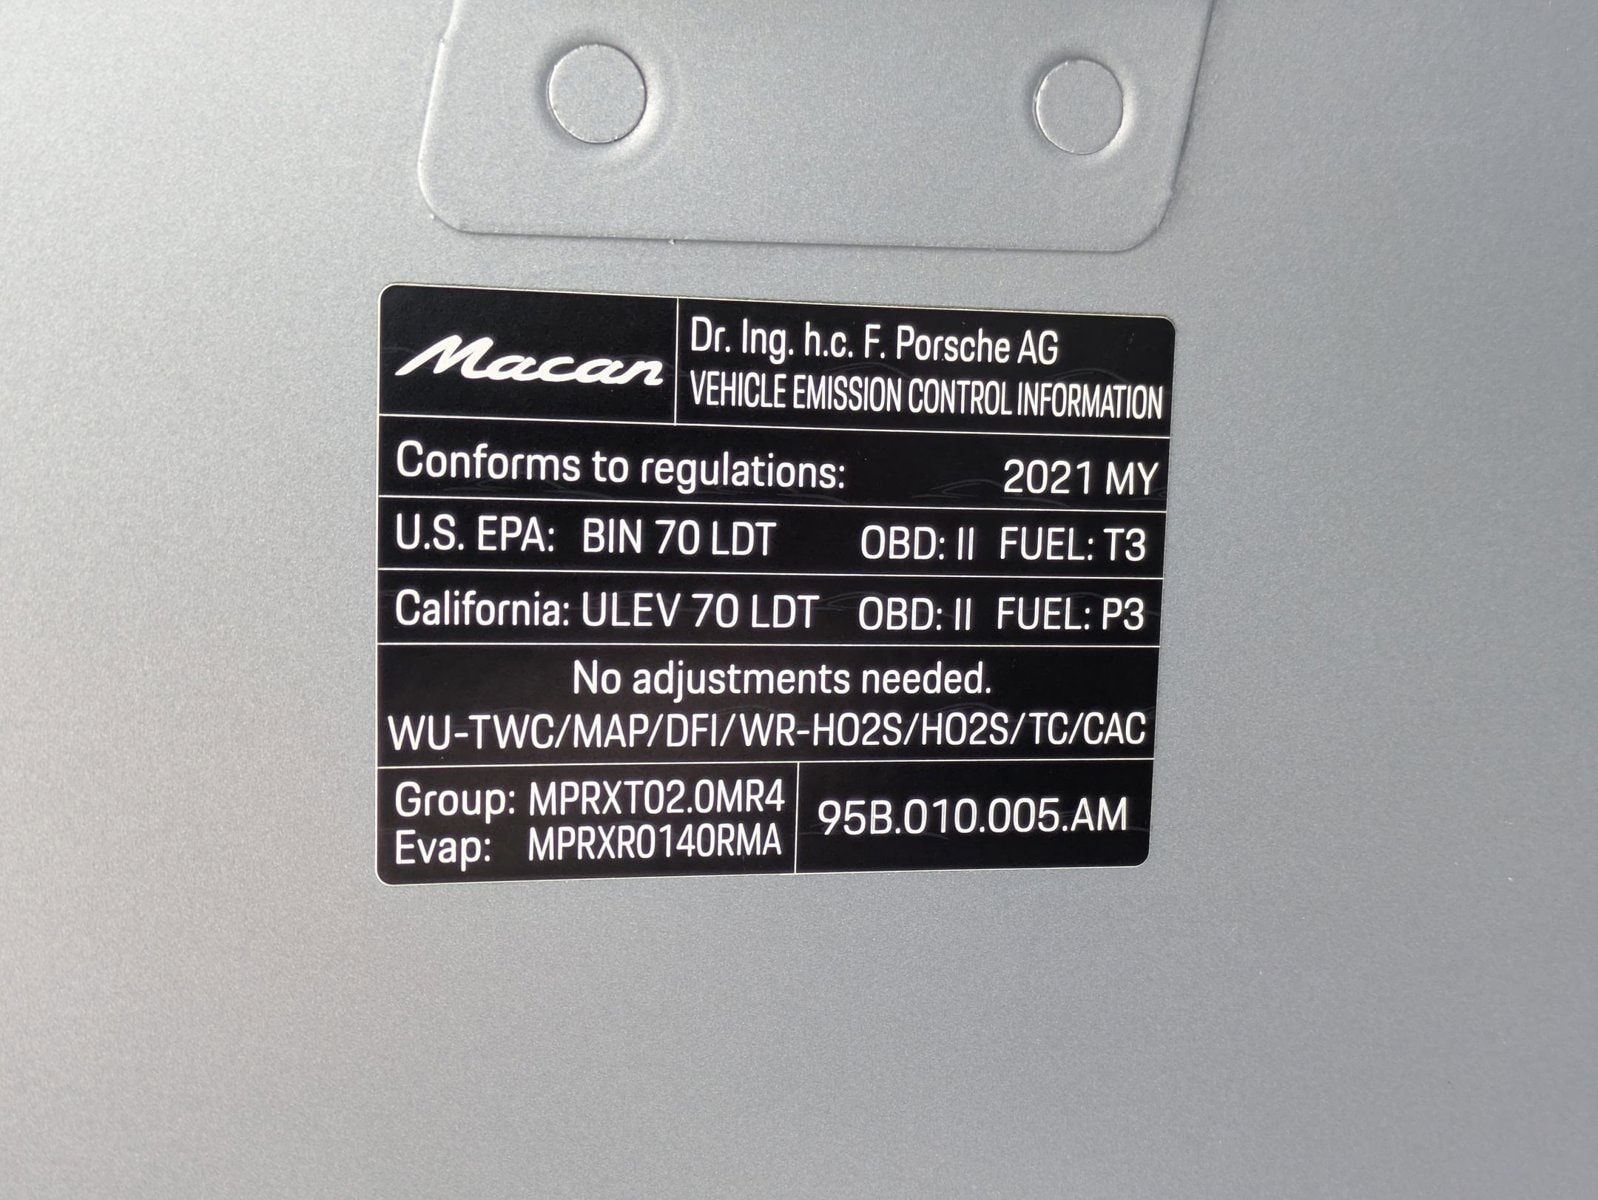 Macan
Dr. Ing. h.c. F. Porsche AG
VEHICLE EMISSION CONTROL INFORMATION
Conforms to regulations: 2021 MY
U.S. EPA: BIN 70 LDT OBD: II FUEL: T3
California: ULEV 70 LDT OBD: II FUEL: P3
No adjustments needed.
WU-TWC/MAP/DFI/WR-HO2S/HO2S/TC/CAC
Group: MPRXT02.0MR4
Evap: MPRXR0140RMA
95B.010.005.AM